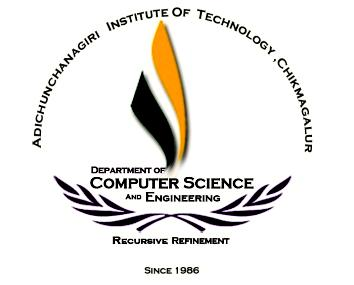 Adichunchanagiri Institute Of Technology ,Chikmagalur
Department of
Computer Science
and Engineering
Recursive Refinement
Since 1986